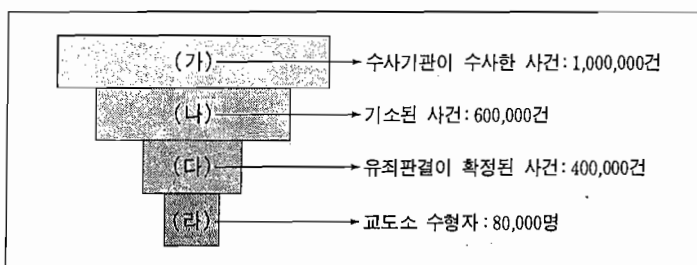 (가) 수사기관이 수사한 사건: 1,000,000건
(나) 기소된 사건: 600,000건
(다) 유죄판결이 확정된 사건: 400,000건
(라) 교도소 수형자: 80,000명